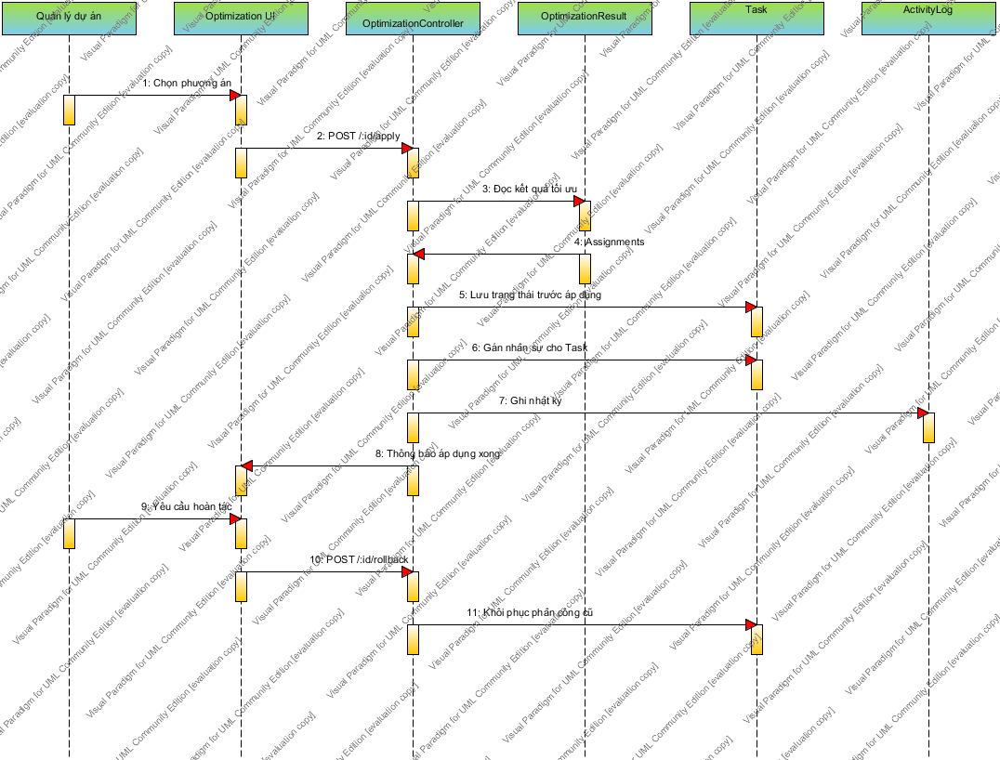 Quản lý dự án
Optimization UI
OptimizationController
OptimizationResult
Task
ActivityLog
1: Chọn phương án
2: POST /:id/apply
3: Đọc kết quả tối ưu
4: Assignments
5: Lưu trạng thái trước áp dụng
6: Gán nhân sự cho Task
7: Ghi nhật ký
8: Thông báo áp dụng xong
9: Yêu cầu hoàn tác
10: POST /:id/rollback
11: Khôi phục phân công cũ
Visual Paradigm for UML Community Edition [evaluation copy]